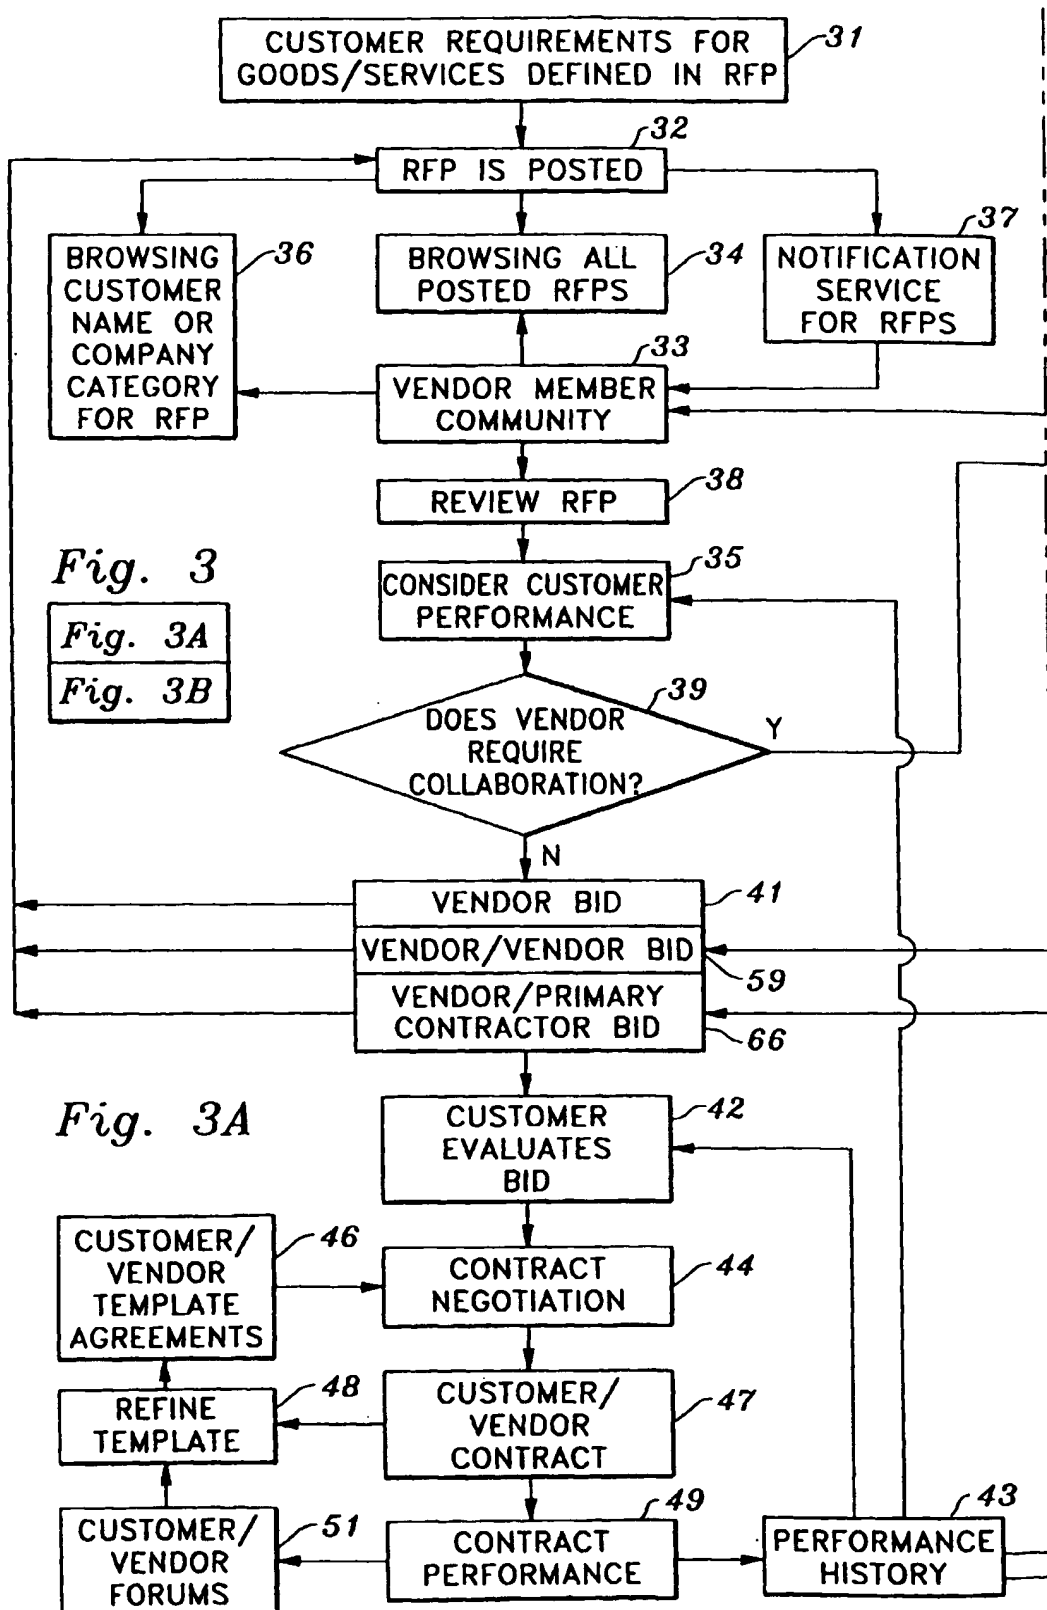 CUSTOMER REQUIREMENTS FOR
GOODS/SERVICES DEFINED IN RFP
31
32
RFP IS POSTED
BROWSING
CUSTOMER
NAME OR
COMPANY
CATEGORY
FOR RFP
36
BROWSING ALL
POSTED RFPS
34
37
NOTIFICATION
SERVICE
FOR RFPS
33
VENDOR MEMBER
COMMUNITY
REVIEW RFP
38
Fig. 3
Fig. 3A
Fig. 3B
35
CONSIDER CUSTOMER
PERFORMANCE
39
DOES VENDOR
REQUIRE
COLLABORATION?
Y
N
VENDOR BID
41
VENDOR/VENDOR BID
59
VENDOR/PRIMARY
CONTRACTOR BID
66
Fig. 3A
CUSTOMER
EVALUATES
BID
42
CUSTOMER/
VENDOR
TEMPLATE
AGREEMENTS
46
CONTRACT
NEGOTIATION
44
REFINE
TEMPLATE
48
CUSTOMER/
VENDOR
CONTRACT
47
CUSTOMER/
VENDOR
FORUMS
51
49
CONTRACT
PERFORMANCE
43
PERFORMANCE
HISTORY